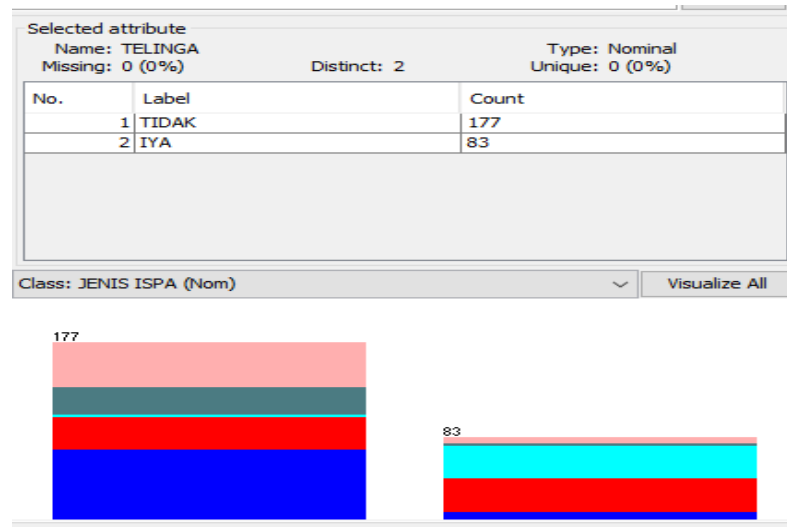 Selected attribute
Name: TELINGA Type: Nominal
Missing: 0 (0%) Distinct: 2 Unique: 0 (0%)
No. Label Count
1 TIDAK 177
2 IYA 83
Class: JENIS ISPA (Nom) Visualize All
177
83